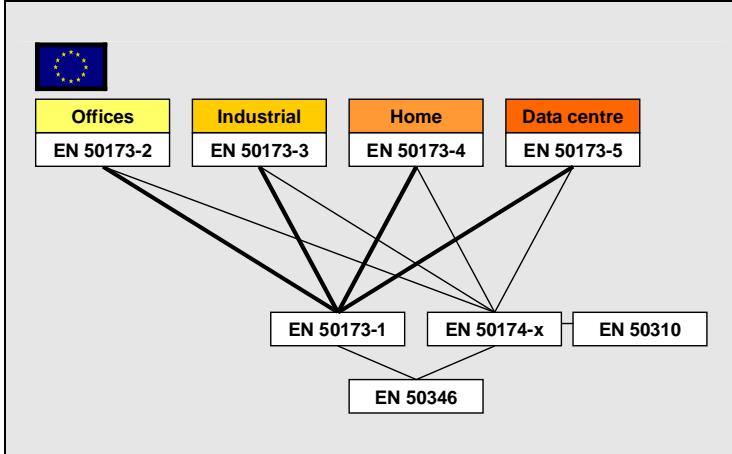 Offices
Industrial
Home
Data centre
EN 50173-2
EN 50173-3
EN 50173-4
EN 50173-5
EN 50173-1
EN 50174-x
EN 50310
EN 50346